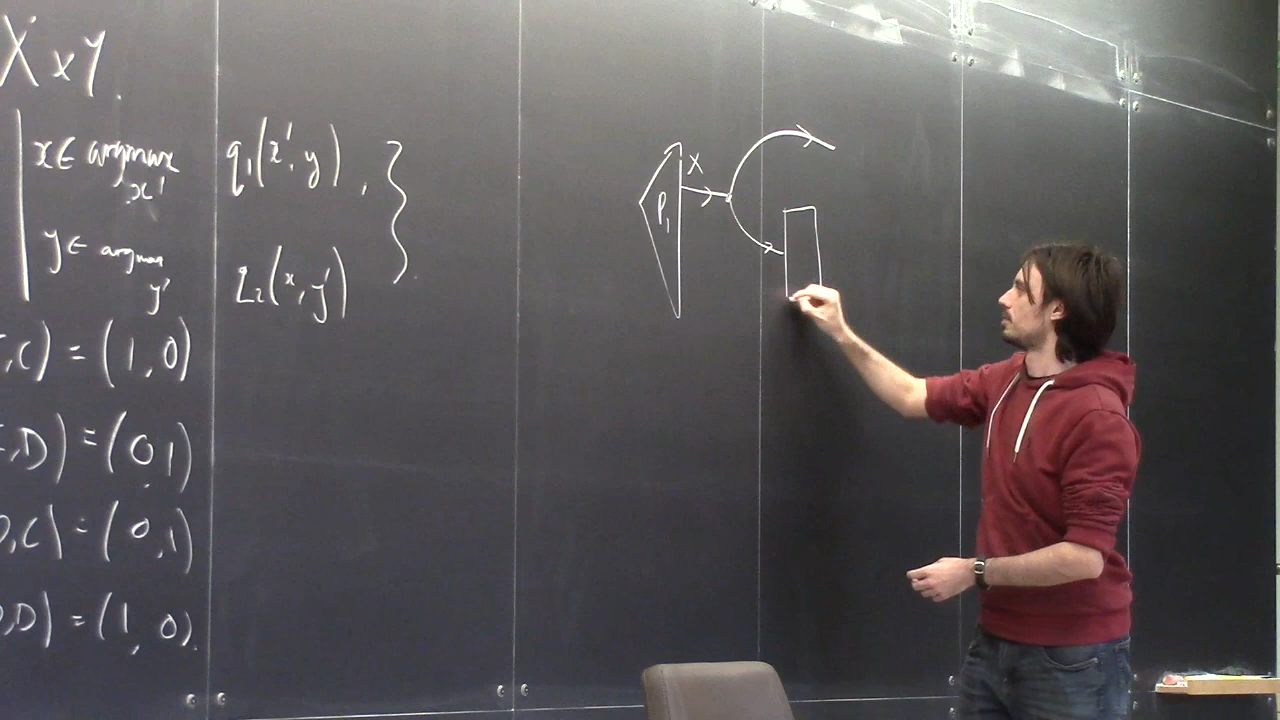 X x Y.
x ∈ argmax x' q₁(x', y),
y ∈ argmax y' q₂(x, y')
,C) = (1, 0)
,D) = (0,1)
,C) = (0,1)
,D) = (1, 0).
P₁
X